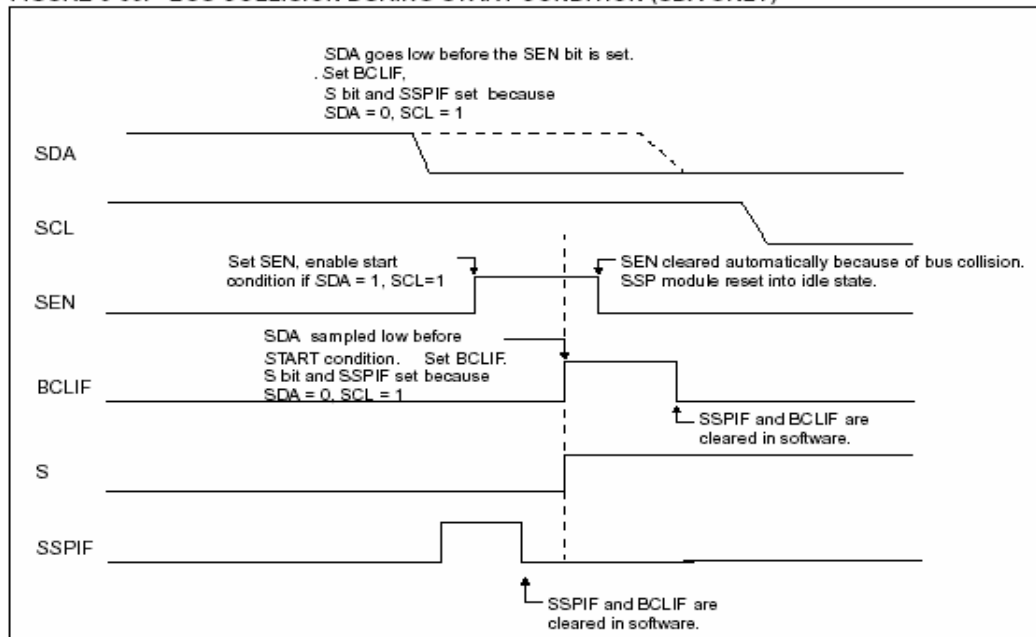 SDA goes low before the SEN bit is set.
. Set BCLIF,
S bit and SSPIF set because
SDA = 0, SCL = 1
SDA
SCL
Set SEN, enable start
condition if SDA = 1, SCL=1
SEN cleared automatically because of bus collision.
SSP module reset into idle state.
SEN
SDA sampled low before
START condition. Set BCLIF.
S bit and SSPIF set because
SDA = 0, SCL = 1
BCLIF
SSPIF and BCLIF are
cleared in software.
S
SSPIF
SSPIF and BCLIF are
cleared in software.